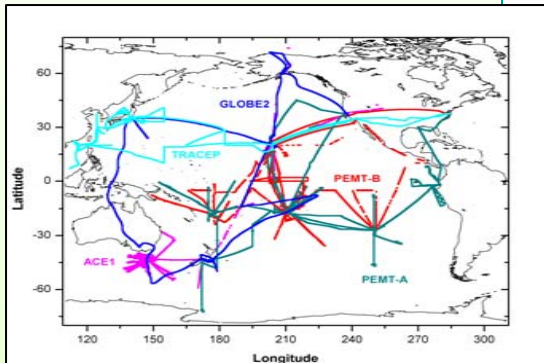 60
30
0
-30
-60
Latitude
GLOBE2
TRACEP
PEMT-B
ACE1
PEMT-A
120 150 180 210 240 270 300
Longitude